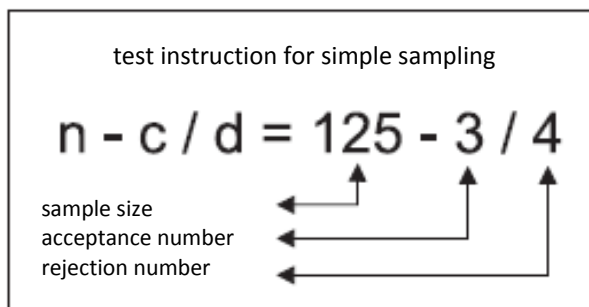 test instruction for simple sampling
n - c / d = 125 - 3 / 4
sample size
acceptance number
rejection number